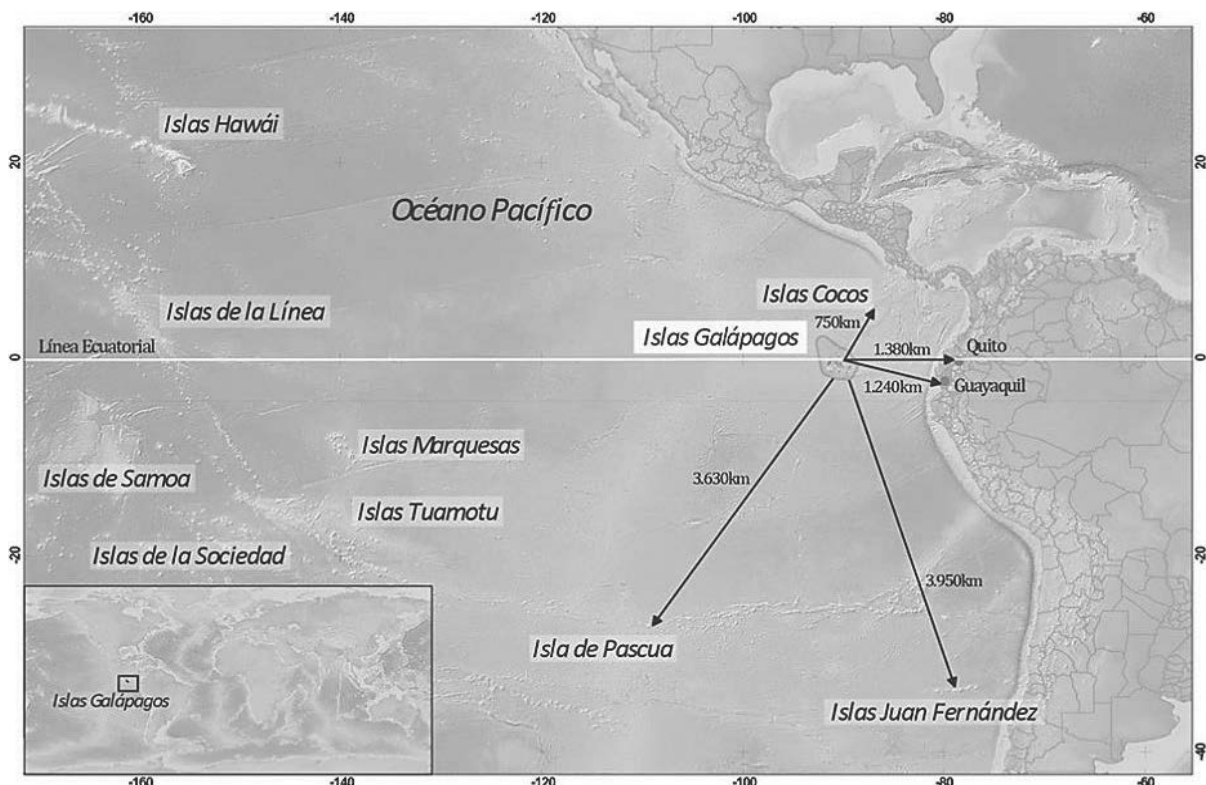 -160
-140
-120
-100
-80
-60
Islas Hawái
20
20
Océano Pacífico
Islas Cocos
Islas de la Línea
750km
Islas Galápagos
Línea Ecuatorial
1.380km
Quito
0
0
1.240km
Guayaquil
Islas Marquesas
Islas de Samoa
3.630km
Islas Tuamotu
Islas de la Sociedad
-20
-20
3.950km
Isla de Pascua
Islas Galápagos
Islas Juan Fernández
-40
-160
-140
-120
-100
-80
-60